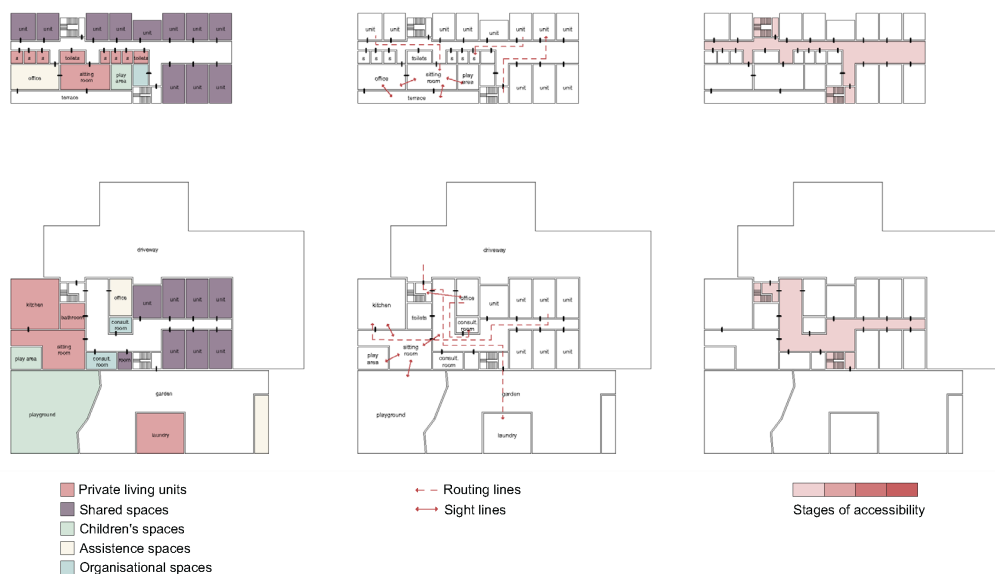 unit unit unit unit unit unit unit
s s s toilets s s s toilets
office sitting room play area unit unit unit
terrace
unit unit unit unit unit unit unit
s s s toilets s s
office sitting room play area unit unit unit
terrace
driveway
kitchen office unit unit unit unit
bathroom consult. room
sitting room unit unit unit
play area consult. room room
garden
playground
laundry
driveway
kitchen office unit unit unit unit
toilets consult. room
sitting room unit unit unit
play area consult. room
garden
playground
laundry
Private living units
Shared spaces
Children's spaces
Assistence spaces
Organisational spaces
Routing lines
Sight lines
Stages of accessibility